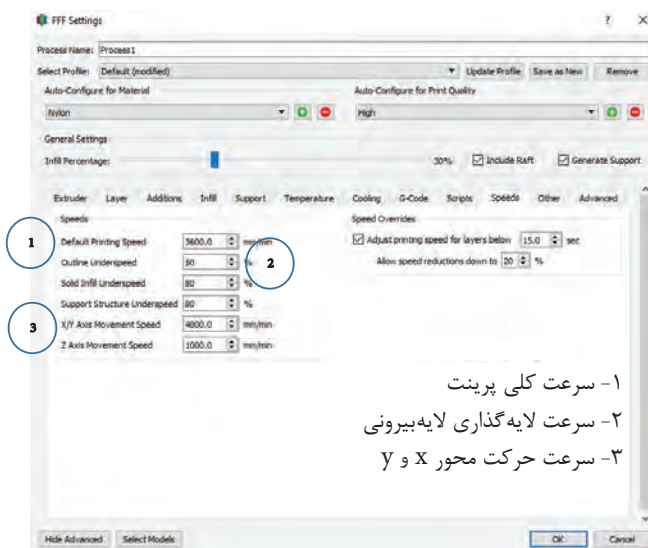 FFF Settings ? X
Process Name: Process1
Select Profile: Default (modified) Update Profile Save as New Remove
Auto-Configure for Material Auto-Configure for Print Quality
Nylon High
General Settings
Infill Percentage: 30% Include Raft Generate Support
Extruder Layer Additions Infill Support Temperature Cooling G-Code Scripts Speeds Other Advanced
Speeds Speed Overrides
1 Default Printing Speed 3600.0 mm/min Adjust printing speed for layers below 15.0 sec
Outline Underspeed 50 % 2 Allow speed reductions down to 20 %
Solid Infill Underspeed 80 %
Support Structure Underspeed 80 %
3 X/Y Axis Movement Speed 4800.0 mm/min
Z Axis Movement Speed 1000.0 mm/min
۱- سرعت کلی پرینت
۲- سرعت لایه‌گذاری لایه‌بیرونی
۳- سرعت حرکت محور x و y
Hide Advanced Select Models OK Cancel